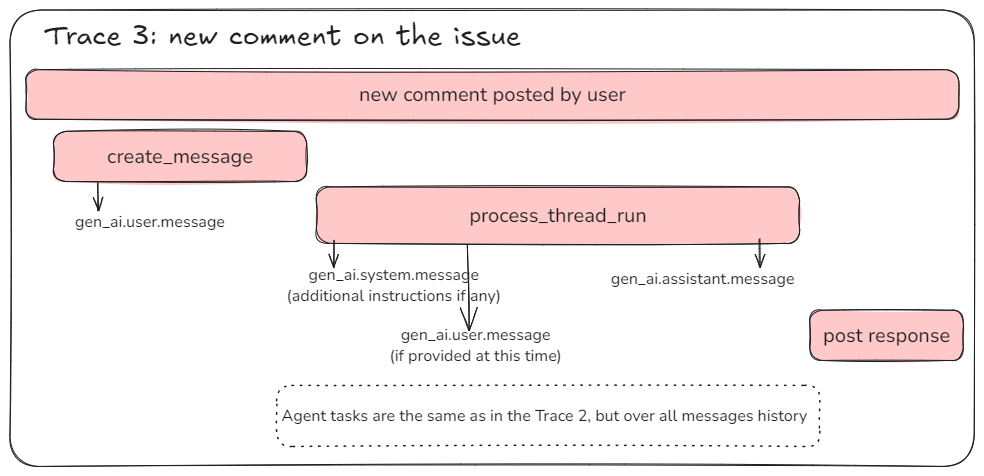 Trace 3: new comment on the issue
new comment posted by user
create_message
gen_ai.user.message
process_thread_run
gen_ai.system.message
(additional instructions if any)
gen_ai.assistant.message
gen_ai.user.message
(if provided at this time)
post response
Agent tasks are the same as in the Trace 2, but over all messages history